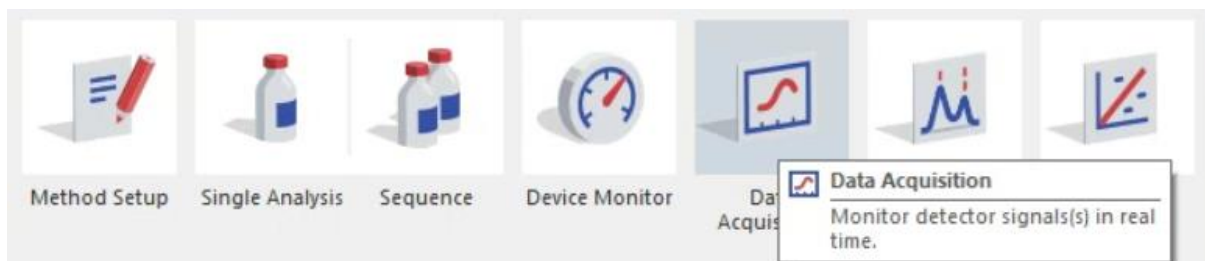 Method Setup
Single Analysis
Sequence
Device Monitor
Data Acquisition
Monitor detector signals(s) in real
time.